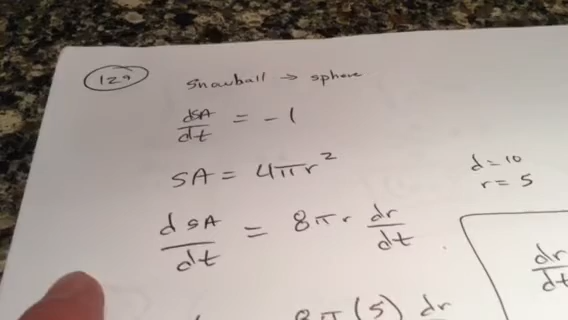 129 snowball → sphere
dSA/dt = -1
SA = 4πr²
d=10
r=5
dSA/dt = 8πr dr/dt
dr/dt
8π(5) dr